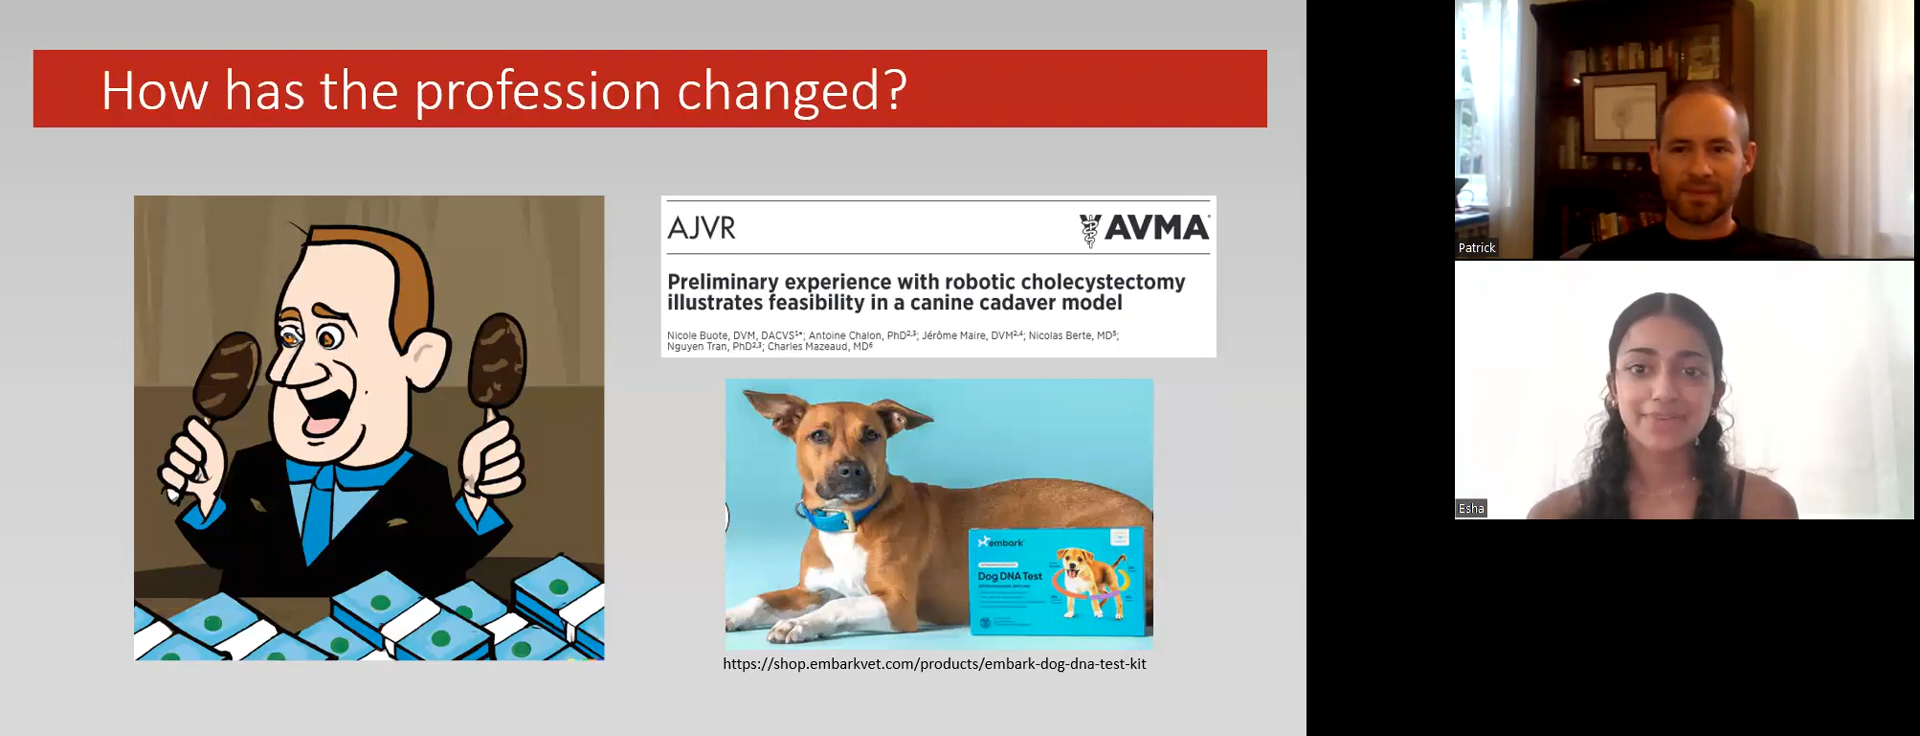 How has the profession changed?
AJVR
AVMA
Preliminary experience with robotic cholecystectomy
illustrates feasibility in a canine cadaver model
Nicole Buote, DVM, DACVS¹*; Antoine Chalon, PhD²,³; Jérôme Maire, DVM²,⁴; Nicolas Berte, MD⁵;
Nguyen Tran, PhD²,³; Charles Mazeaud, MD⁶
embark
Dog DNA Test
https://shop.embarkvet.com/products/embark-dog-dna-test-kit
Patrick
Esha